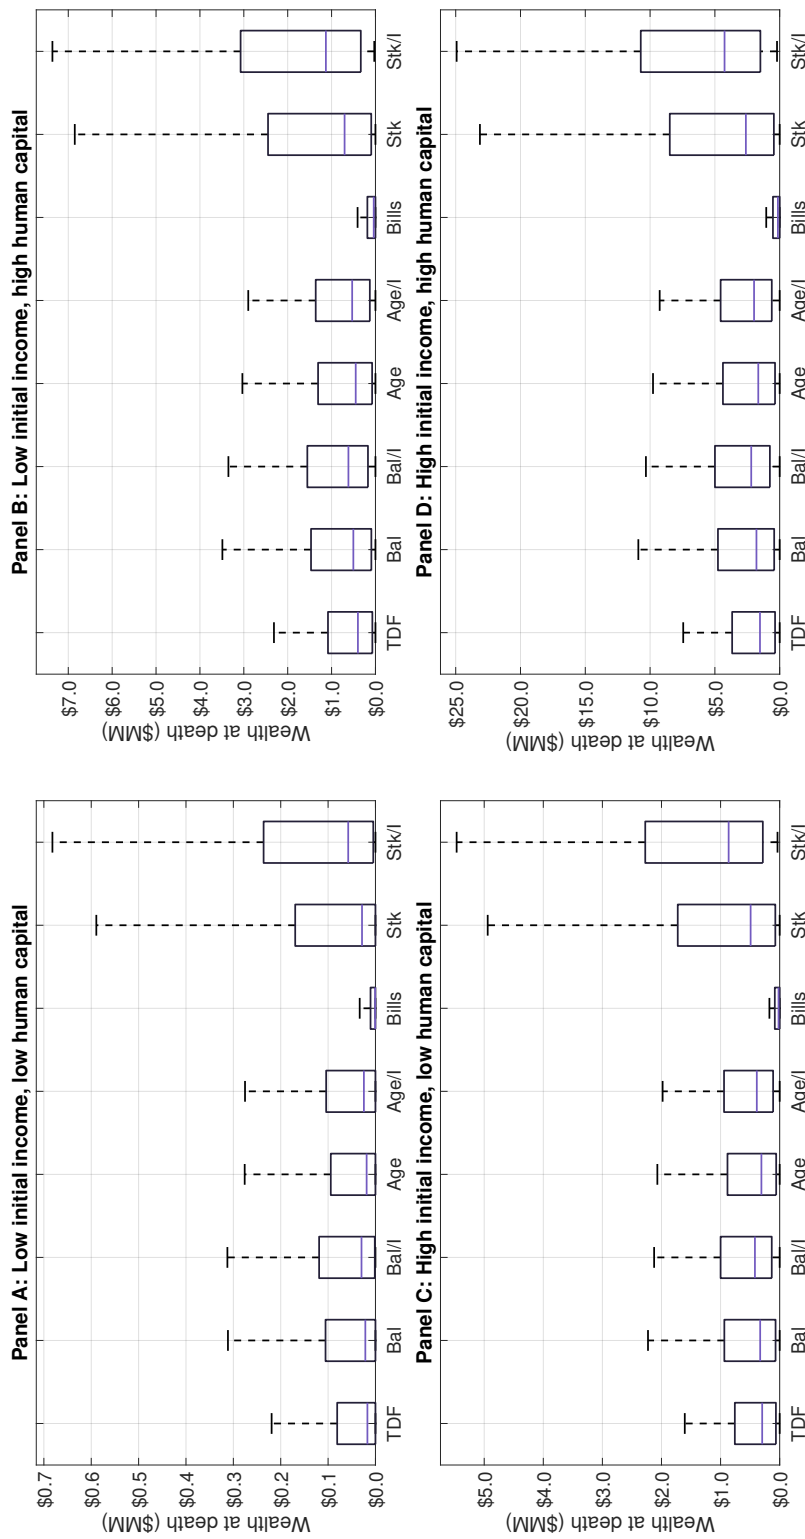 Panel A: Low initial income, low human capital
Wealth at death ($MM)
$0.7
$0.6
$0.5
$0.4
$0.3
$0.2
$0.1
$0.0
TDF Bal Bal/I Age Age/I Bills Stk Stk/I
Panel B: Low initial income, high human capital
Wealth at death ($MM)
$7.0
$6.0
$5.0
$4.0
$3.0
$2.0
$1.0
$0.0
TDF Bal Bal/I Age Age/I Bills Stk Stk/I
Panel C: High initial income, low human capital
Wealth at death ($MM)
$5.0
$4.0
$3.0
$2.0
$1.0
$0.0
TDF Bal Bal/I Age Age/I Bills Stk Stk/I
Panel D: High initial income, high human capital
Wealth at death ($MM)
$25.0
$20.0
$15.0
$10.0
$5.0
$0.0
TDF Bal Bal/I Age Age/I Bills Stk Stk/I